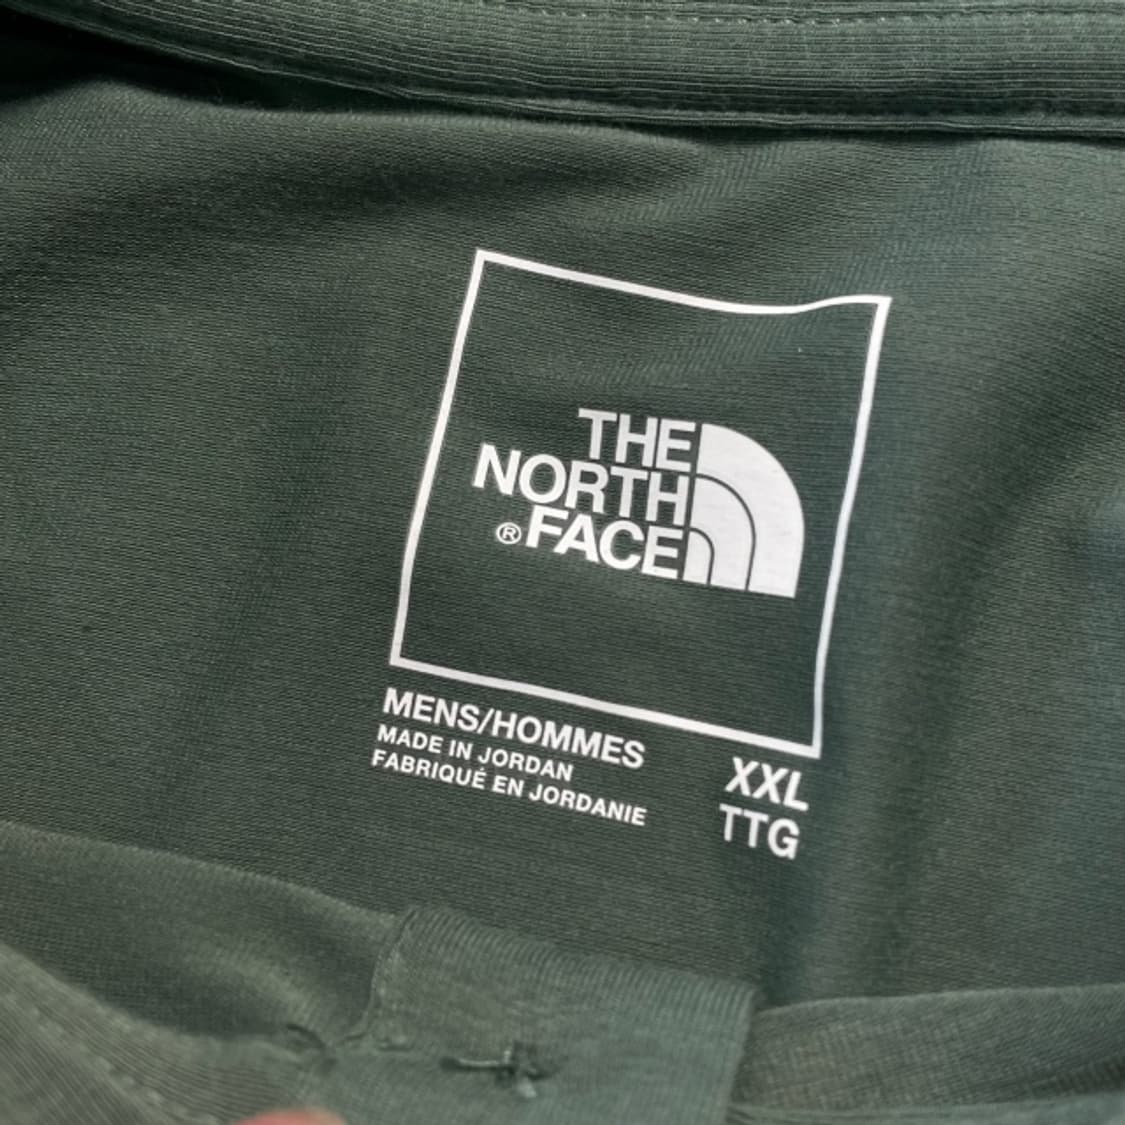 THE
NORTH
®FACE
MENS/HOMMES
MADE IN JORDAN
FABRIQUÉ EN JORDANIE
XXL
TTG